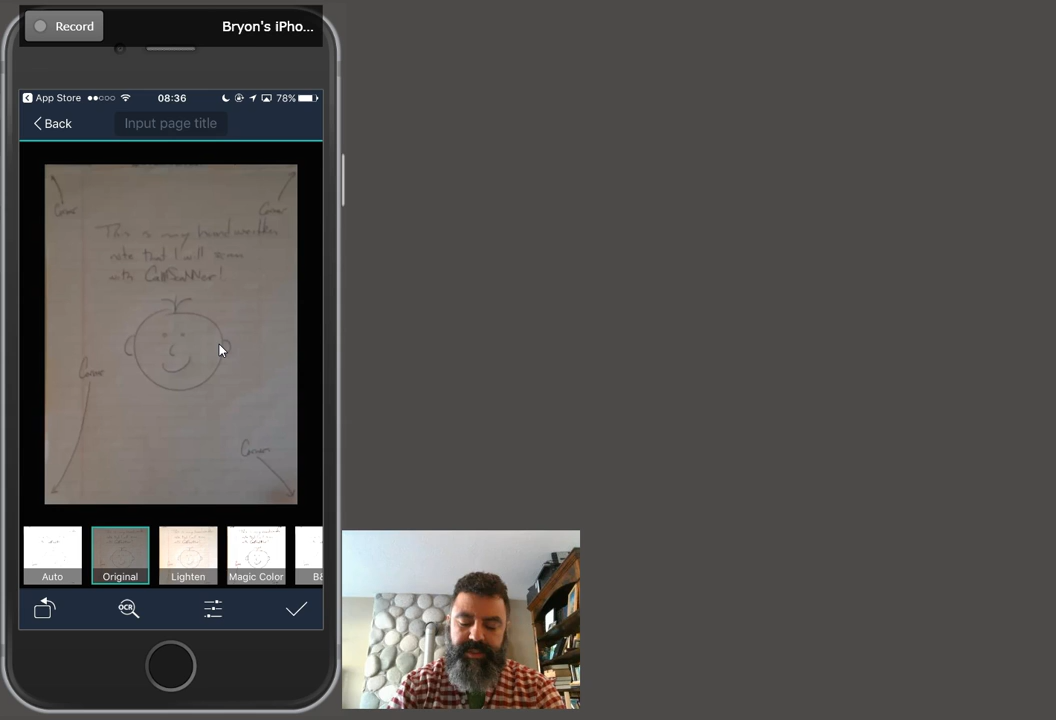 Record
Bryon's iPho...
App Store
08:36
78%
Back
Input page title
Corner
Corner
This is my handwritten
note that I will scan
with CamScanner!
Corner
Corner
Auto
Original
Lighten
Magic Color
B&
OCR